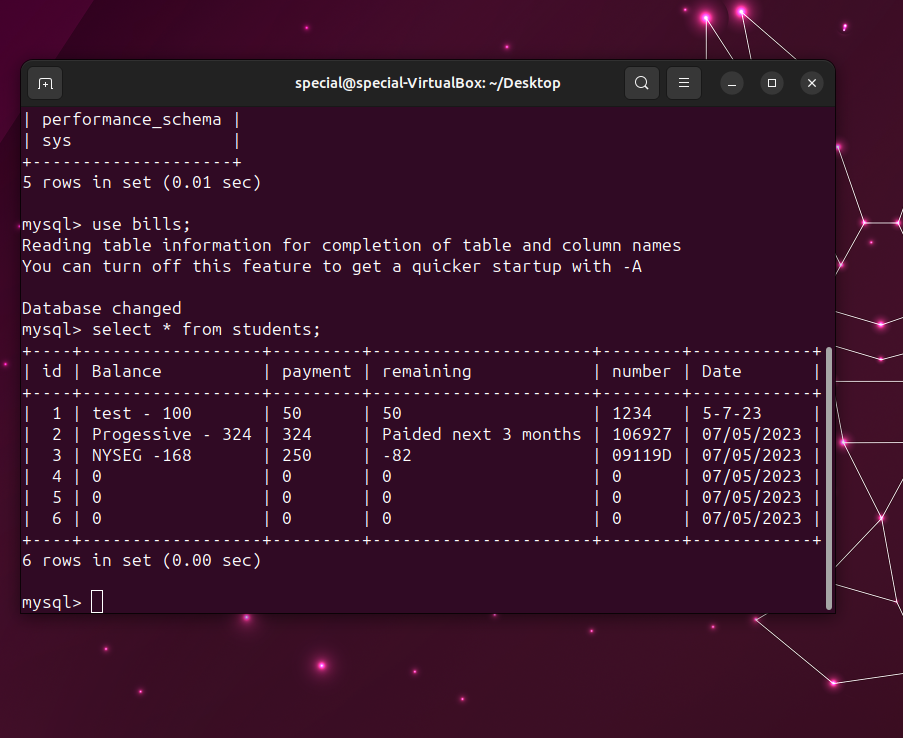 special@special-VirtualBox: ~/Desktop
| performance_schema |
| sys                |
+--------------------+
5 rows in set (0.01 sec)
mysql> use bills;
Reading table information for completion of table and column names
You can turn off this feature to get a quicker startup with -A
Database changed
mysql> select * from students;
+----+-----------------+---------+----------------------+--------+------------+
| id | Balance          | payment | remaining            | number | Date       |
+----+-----------------+---------+----------------------+--------+------------+
|  1 | test - 100       | 50      | 50                   | 1234   | 5-7-23     |
|  2 | Progessive - 324 | 324     | Paided next 3 months | 106927 | 07/05/2023 |
|  3 | NYSEG -168       | 250     | -82                  | 09119D | 07/05/2023 |
|  4 | 0                | 0       | 0                    | 0      | 07/05/2023 |
|  5 | 0                | 0       | 0                    | 0      | 07/05/2023 |
|  6 | 0                | 0       | 0                    | 0      | 07/05/2023 |
+----+-----------------+---------+----------------------+--------+------------+
6 rows in set (0.00 sec)
mysql>